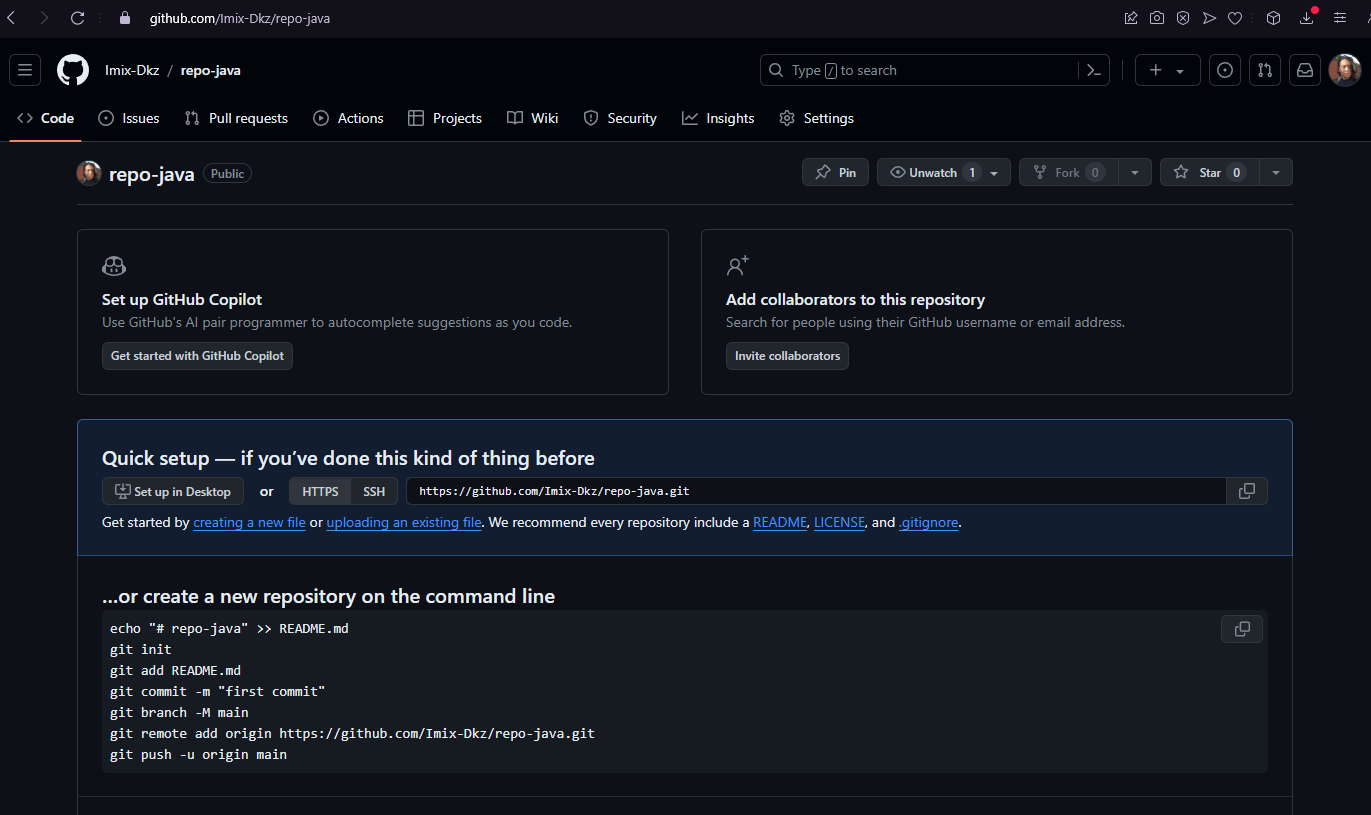 github.com/Imix-Dkz/repo-java
Imix-Dkz / repo-java
Type / to search
Code Issues Pull requests Actions Projects Wiki Security Insights Settings
repo-java Public
Pin Unwatch 1 Fork 0 Star 0
Set up GitHub Copilot
Use GitHub's AI pair programmer to autocomplete suggestions as you code.
Get started with GitHub Copilot
Add collaborators to this repository
Search for people using their GitHub username or email address.
Invite collaborators
Quick setup — if you’ve done this kind of thing before
Set up in Desktop or HTTPS SSH https://github.com/Imix-Dkz/repo-java.git
Get started by creating a new file or uploading an existing file. We recommend every repository include a README, LICENSE, and .gitignore.
…or create a new repository on the command line
echo "# repo-java" >> README.md
git init
git add README.md
git commit -m "first commit"
git branch -M main
git remote add origin https://github.com/Imix-Dkz/repo-java.git
git push -u origin main